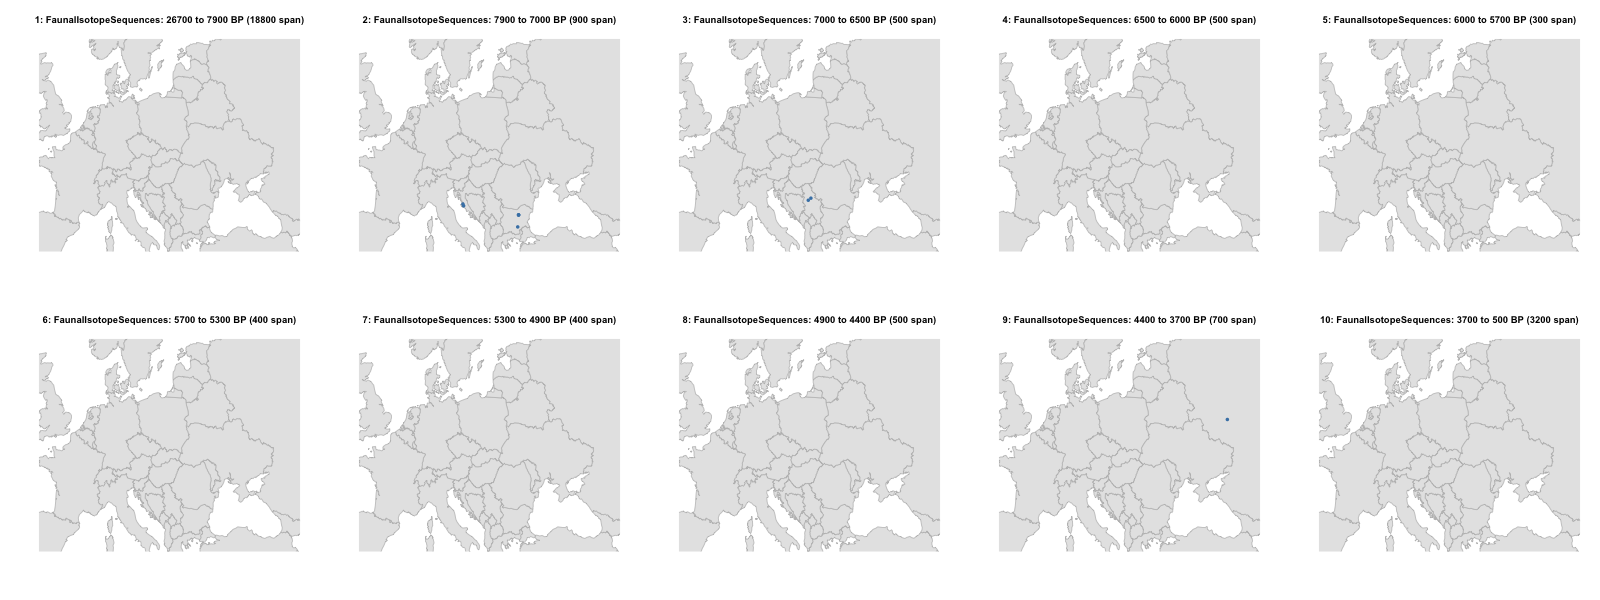 1: FaunalIsotopeSequences: 26700 to 7900 BP (18800 span)
2: FaunalIsotopeSequences: 7900 to 7000 BP (900 span)
3: FaunalIsotopeSequences: 7000 to 6500 BP (500 span)
4: FaunalIsotopeSequences: 6500 to 6000 BP (500 span)
5: FaunalIsotopeSequences: 6000 to 5700 BP (300 span)
6: FaunalIsotopeSequences: 5700 to 5300 BP (400 span)
7: FaunalIsotopeSequences: 5300 to 4900 BP (400 span)
8: FaunalIsotopeSequences: 4900 to 4400 BP (500 span)
9: FaunalIsotopeSequences: 4400 to 3700 BP (700 span)
10: FaunalIsotopeSequences: 3700 to 500 BP (3200 span)